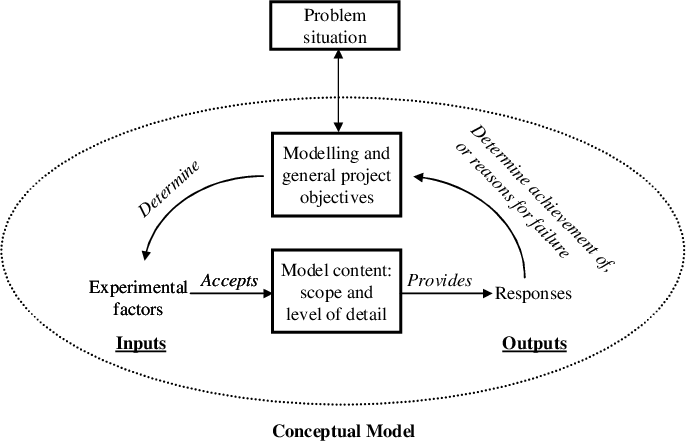 Problem
situation
Modelling and
general project
objectives
Determine
Determine achievement of,
or reasons for failure
Experimental
factors
Accepts
Model content:
scope and
level of detail
Provides
Responses
Inputs
Outputs
Conceptual Model